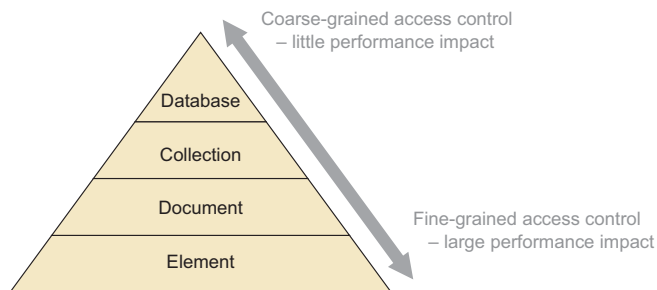 Coarse-grained access control
– little performance impact
Database
Collection
Document
Element
Fine-grained access control
– large performance impact